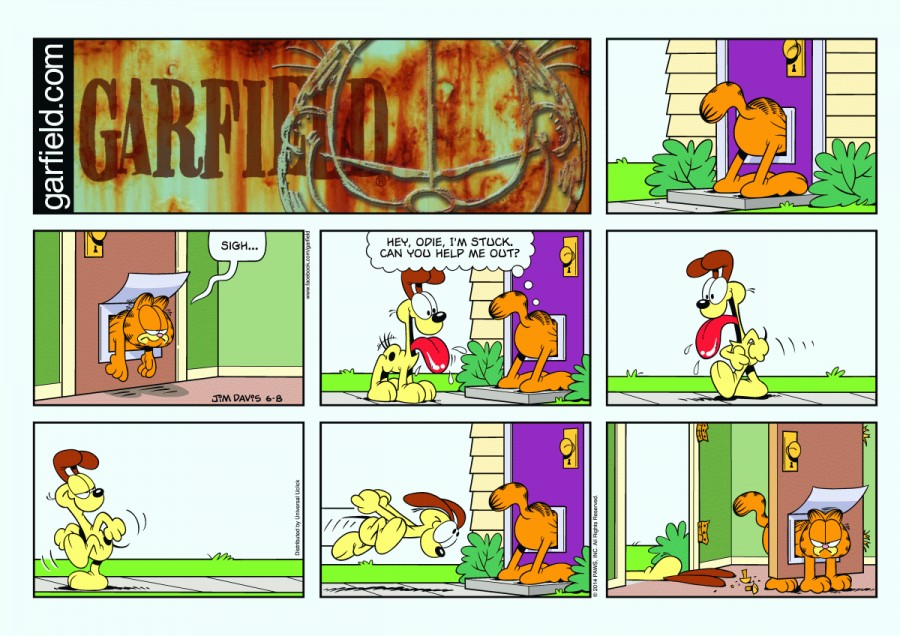 garfield.com
GARFIELD
SIGH...
JIM DAVIS 6-8
www.facebook.com/garfield
HEY, ODIE, I'M STUCK.
CAN YOU HELP ME OUT?
Distributed by Universal Uclick
© 2014 PAWS, INC. All Rights Reserved.